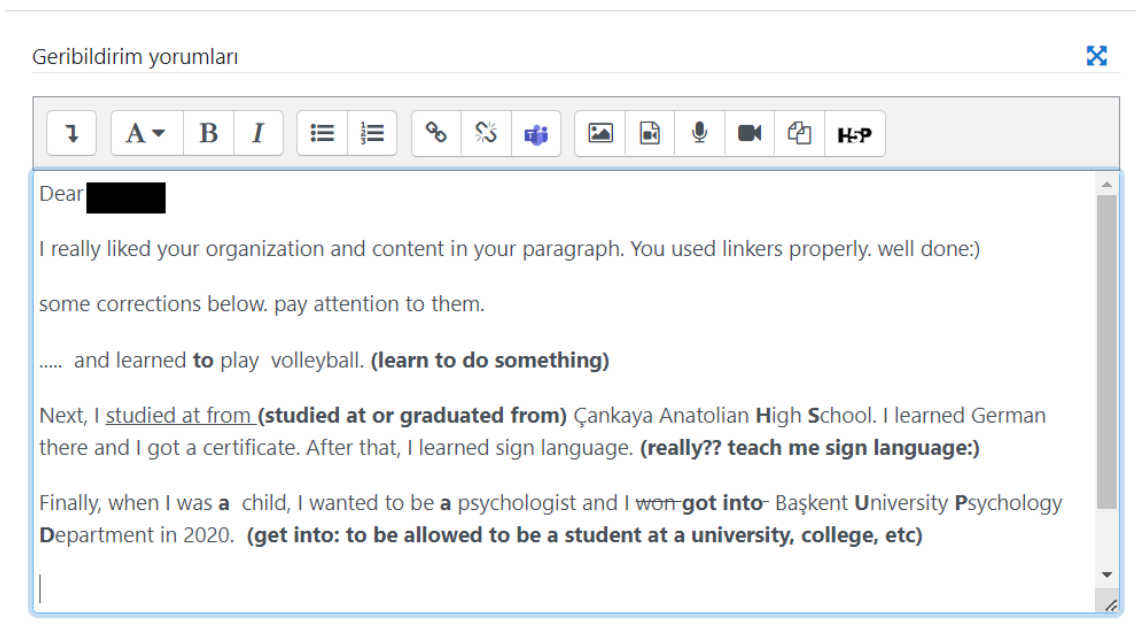 Geribildirim yorumları
A B I H5P
Dear
I really liked your organization and content in your paragraph. You used linkers properly. well done:)
some corrections below. pay attention to them.
..... and learned to play volleyball. (learn to do something)
Next, I studied at from (studied at or graduated from) Çankaya Anatolian High School. I learned German
there and I got a certificate. After that, I learned sign language. (really?? teach me sign language:)
Finally, when I was a child, I wanted to be a psychologist and I won got into Başkent University Psychology
Department in 2020. (get into: to be allowed to be a student at a university, college, etc)